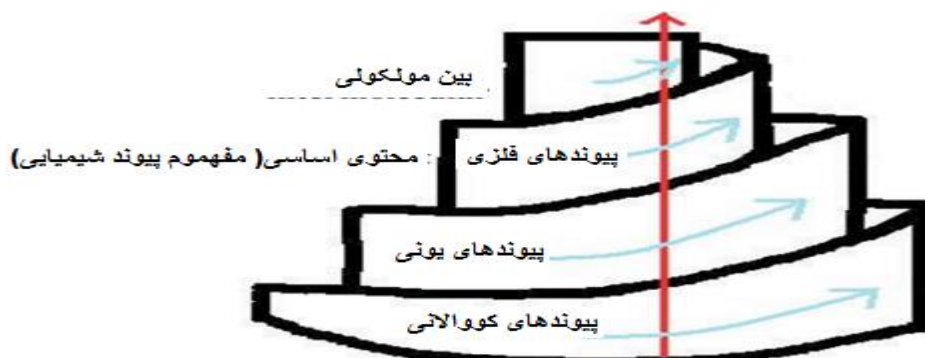 بین مولکولی
پیوندهای فلزی : محتوی اساسی( مفهموم پیوند شیمیایی)
پیوندهای یونی
پیوندهای کووالانی